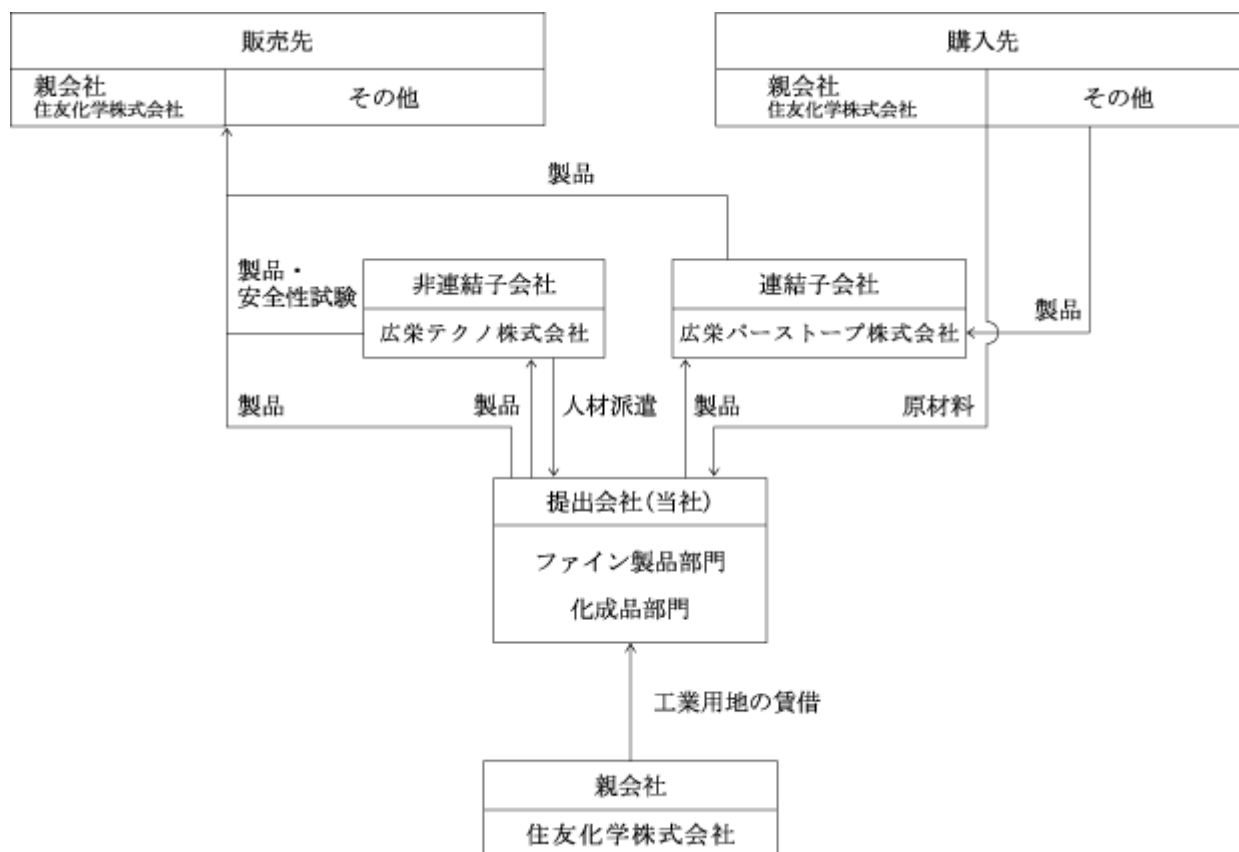 販売先
親会社
住友化学株式会社
その他
購入先
親会社
住友化学株式会社
その他
製品
製品・
安全性試験
非連結子会社
広栄テクノ株式会社
連結子会社
広栄パーストープ株式会社
製品
製品
製品
人材派遣
製品
原材料
提出会社(当社)
ファイン製品部門
化成品部門
工業用地の賃借
親会社
住友化学株式会社